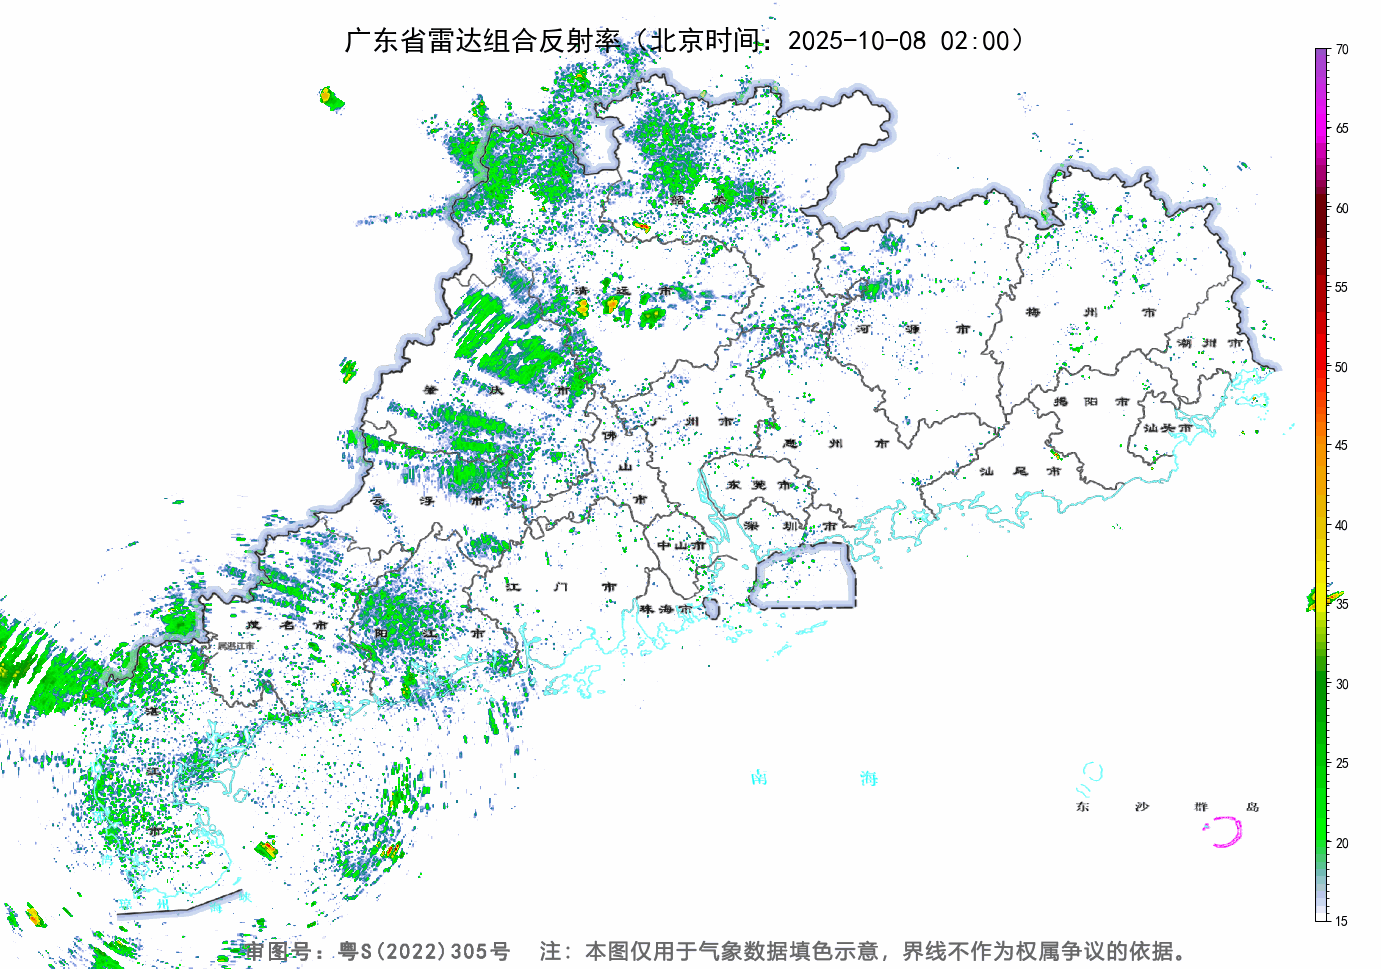 广东省雷达组合反射率（北京时间：2025-10-08 02:00）
70
65
60
55
50
45
40
35
30
25
20
15
韶关市
清远市
河源市
梅州市
潮州市
肇庆市
广州市
佛山市
惠州市
揭阳市
汕头市
汕尾市
东莞市
云浮市
深圳市
中山市
江门市
珠海市
茂名市
阳江市
属湛江市
湛江市
南海
东沙群岛
琼州海峡
审图号：粤S(2022)305号 注：本图仅用于气象数据填色示意，界线不作为权属争议的依据。